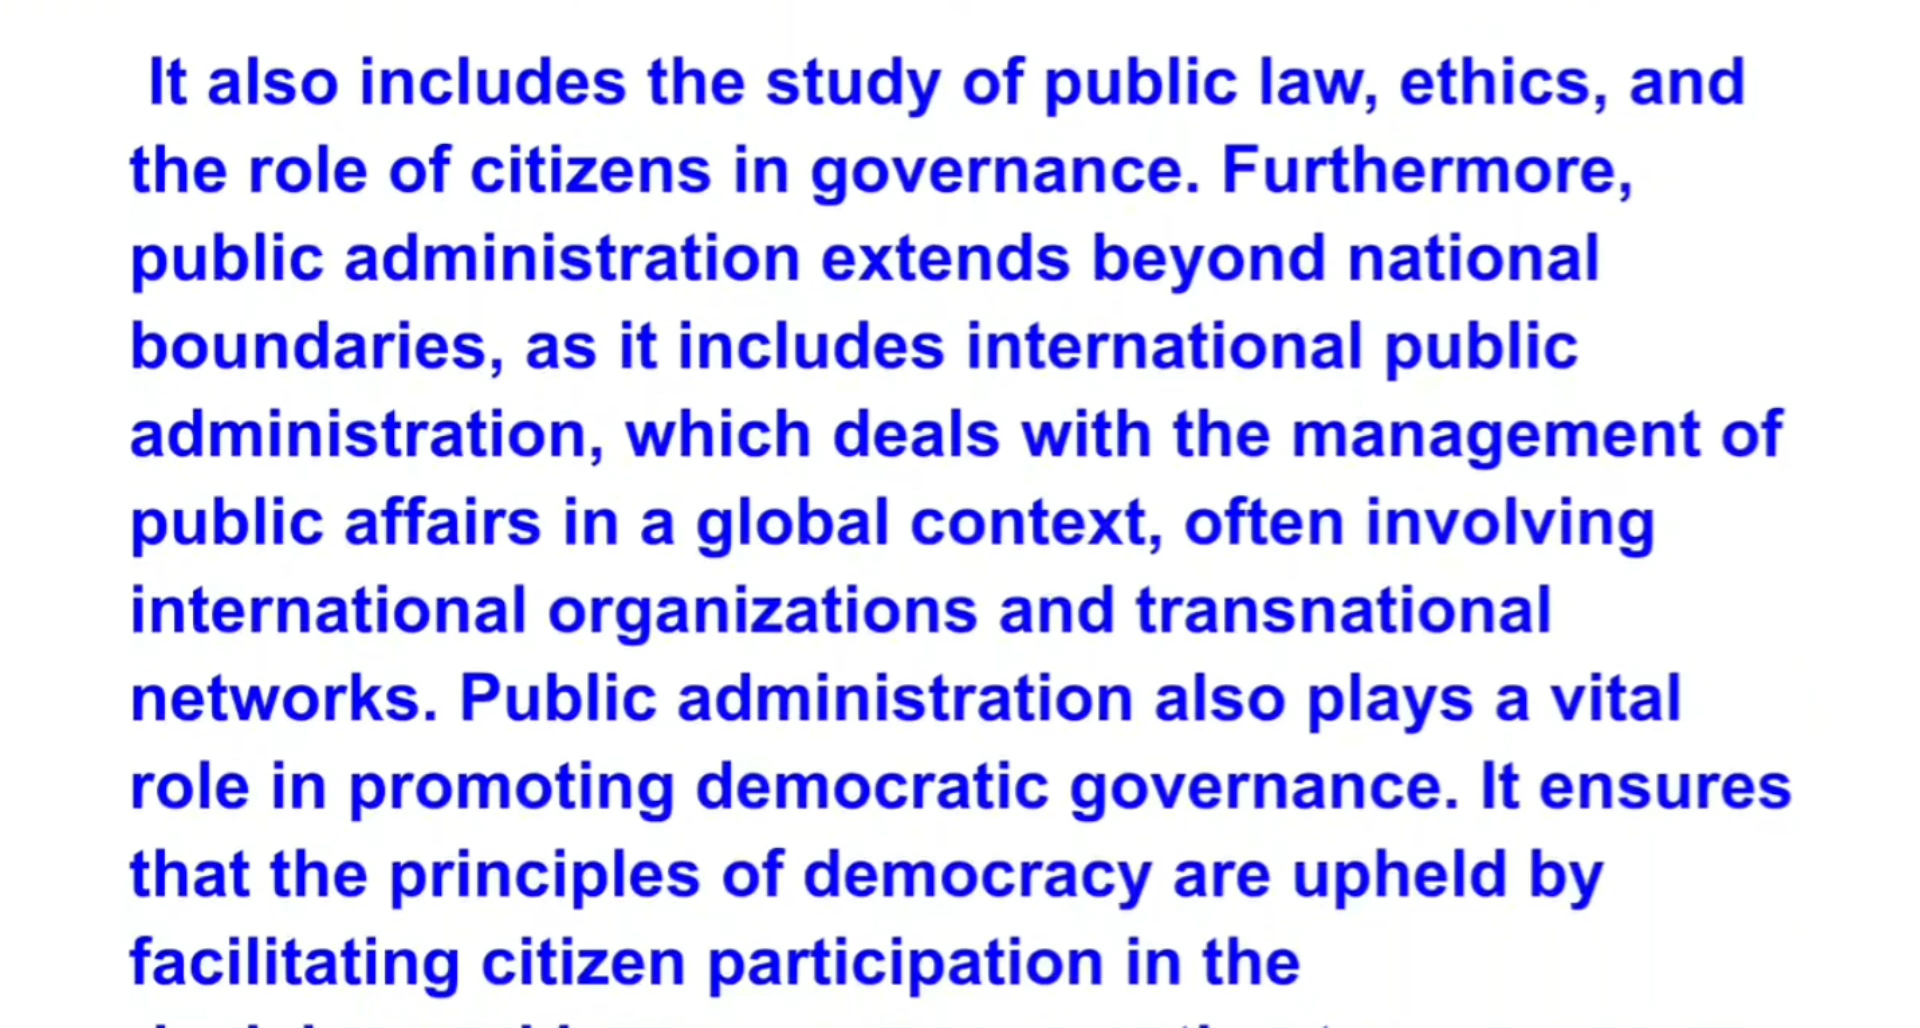 It also includes the study of public law, ethics, and
the role of citizens in governance. Furthermore,
public administration extends beyond national
boundaries, as it includes international public
administration, which deals with the management of
public affairs in a global context, often involving
international organizations and transnational
networks. Public administration also plays a vital
role in promoting democratic governance. It ensures
that the principles of democracy are upheld by
facilitating citizen participation in the